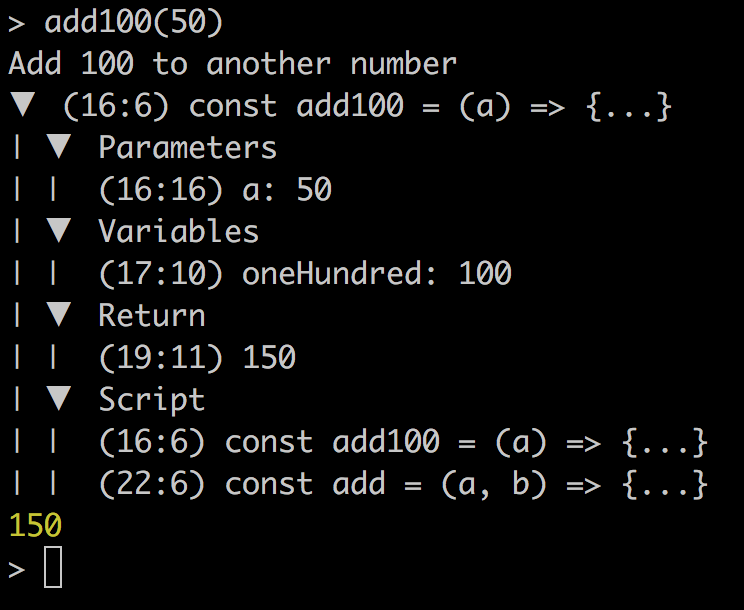 > add100(50)
Add 100 to another number
▼ (16:6) const add100 = (a) => {...}
| ▼ Parameters
| | (16:16) a: 50
| ▼ Variables
| | (17:10) oneHundred: 100
| ▼ Return
| | (19:11) 150
| ▼ Script
| | (16:6) const add100 = (a) => {...}
| | (22:6) const add = (a, b) => {...}
150
>